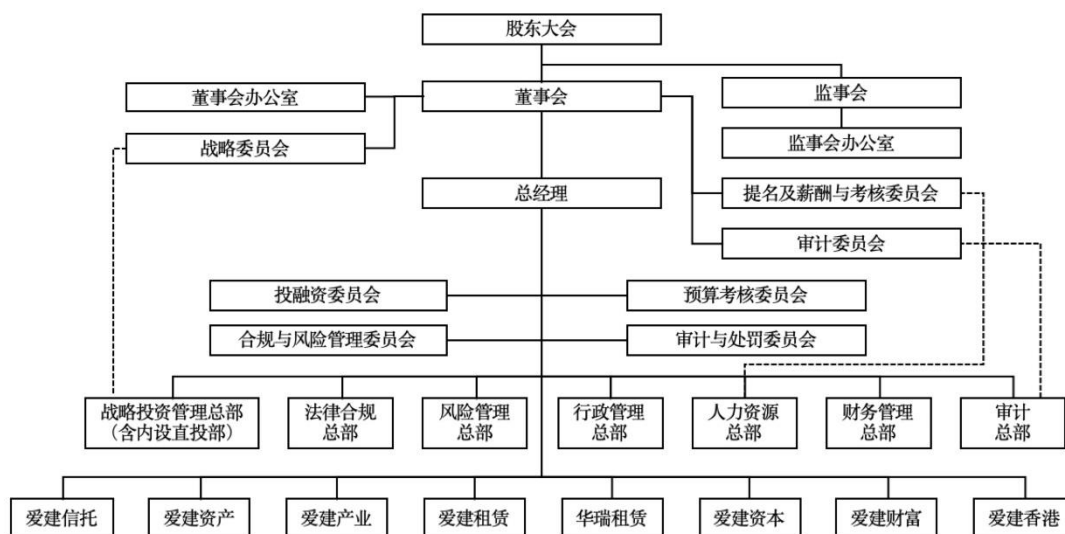 股东大会
董事会办公室
董事会
监事会
战略委员会
监事会办公室
总经理
提名及薪酬与考核委员会
审计委员会
投融资委员会
预算考核委员会
合规与风险管理委员会
审计与处罚委员会
战略投资管理总部
（含内设直投部）
法律合规
总部
风险管理
总部
行政管理
总部
人力资源
总部
财务管理
总部
审计
总部
爱建信托
爱建资产
爱建产业
爱建租赁
华瑞租赁
爱建资本
爱建财富
爱建香港